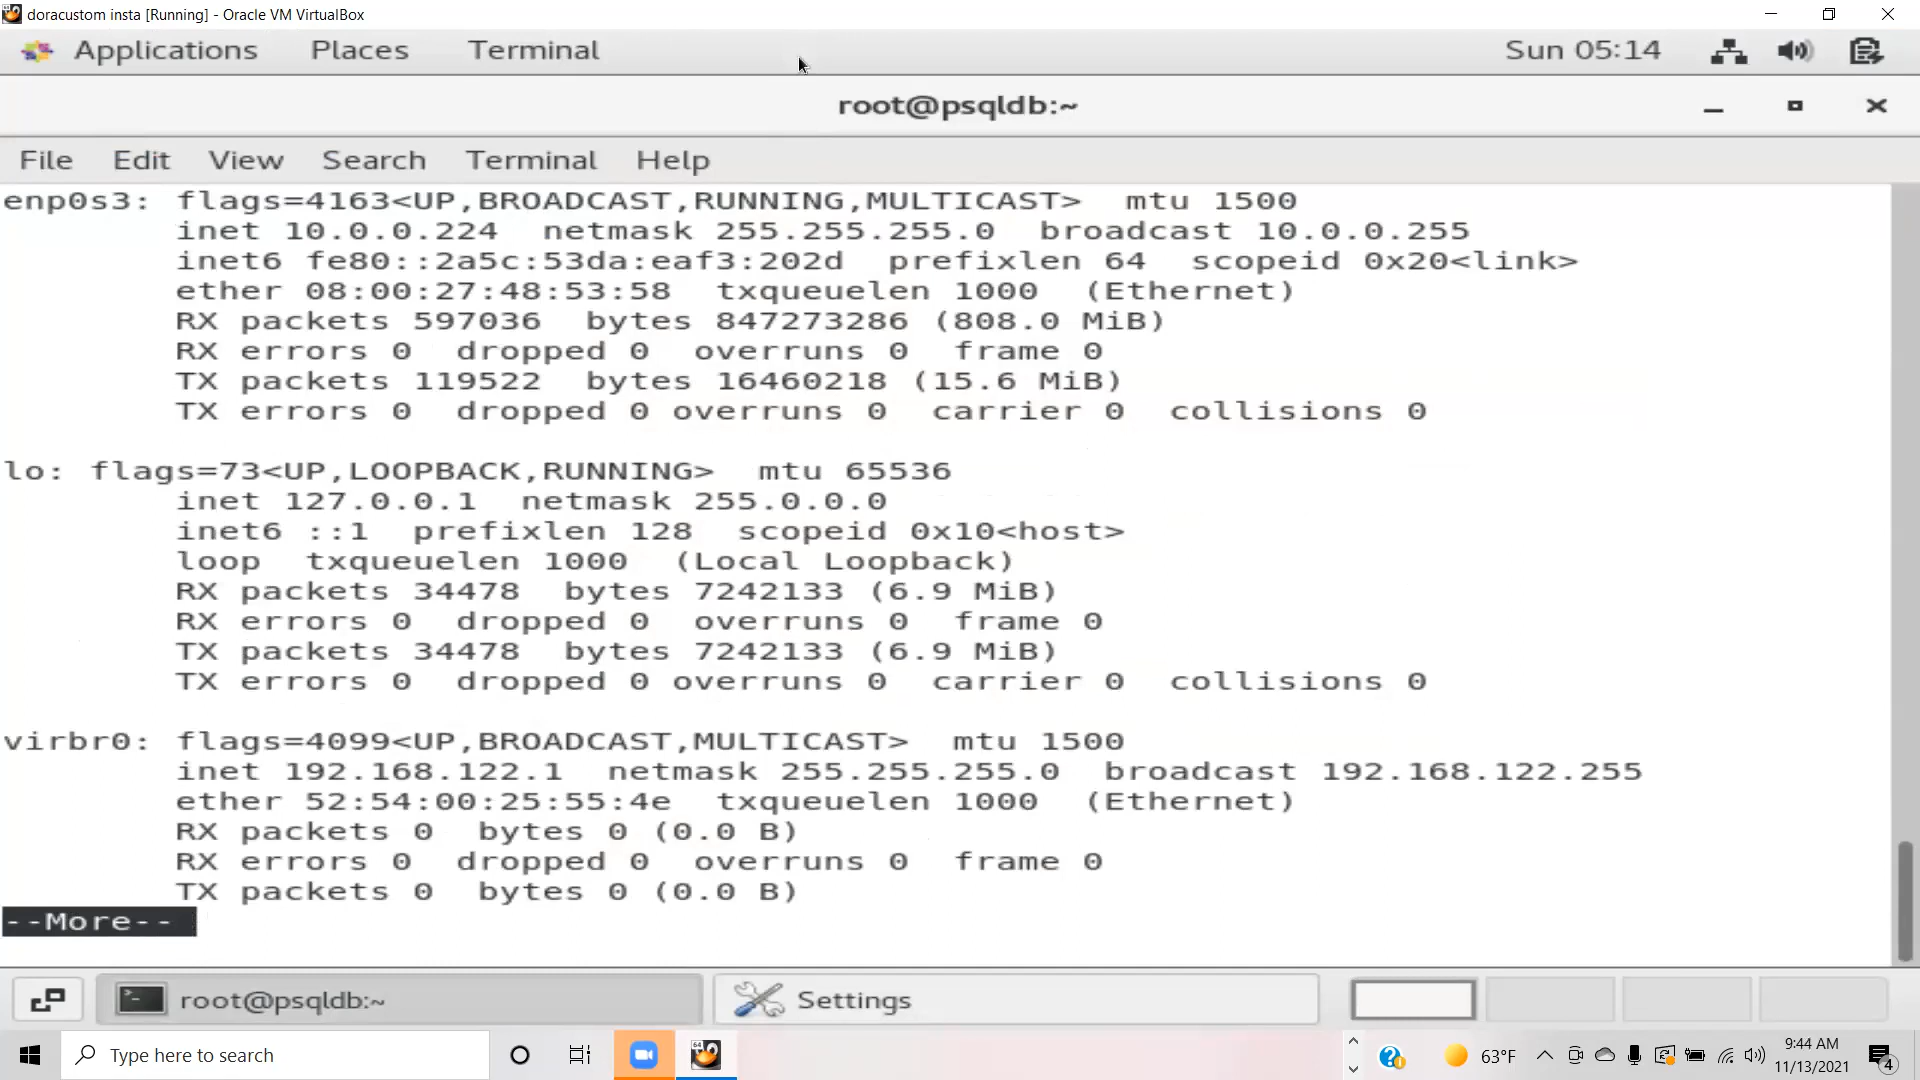 doracustom insta [Running] - Oracle VM VirtualBox
Applications Places Terminal Sun 05:14
root@psqldb:~
File Edit View Search Terminal Help
enp0s3: flags=4163<UP,BROADCAST,RUNNING,MULTICAST>  mtu 1500
inet 10.0.0.224  netmask 255.255.255.0  broadcast 10.0.0.255
inet6 fe80::2a5c:53da:eaf3:202d  prefixlen 64  scopeid 0x20<link>
ether 08:00:27:48:53:58  txqueuelen 1000  (Ethernet)
RX packets 597036  bytes 847273286 (808.0 MiB)
RX errors 0  dropped 0  overruns 0  frame 0
TX packets 119522  bytes 16460218 (15.6 MiB)
TX errors 0  dropped 0 overruns 0  carrier 0  collisions 0
lo: flags=73<UP,LOOPBACK,RUNNING>  mtu 65536
inet 127.0.0.1  netmask 255.0.0.0
inet6 ::1  prefixlen 128  scopeid 0x10<host>
loop  txqueuelen 1000  (Local Loopback)
RX packets 34478  bytes 7242133 (6.9 MiB)
RX errors 0  dropped 0  overruns 0  frame 0
TX packets 34478  bytes 7242133 (6.9 MiB)
TX errors 0  dropped 0 overruns 0  carrier 0  collisions 0
virbr0: flags=4099<UP,BROADCAST,MULTICAST>  mtu 1500
inet 192.168.122.1  netmask 255.255.255.0  broadcast 192.168.122.255
ether 52:54:00:25:55:4e  txqueuelen 1000  (Ethernet)
RX packets 0  bytes 0 (0.0 B)
RX errors 0  dropped 0  overruns 0  frame 0
TX packets 0  bytes 0 (0.0 B)
--More--
root@psqldb:~ Settings
Type here to search 63°F 9:44 AM
11/13/2021 4